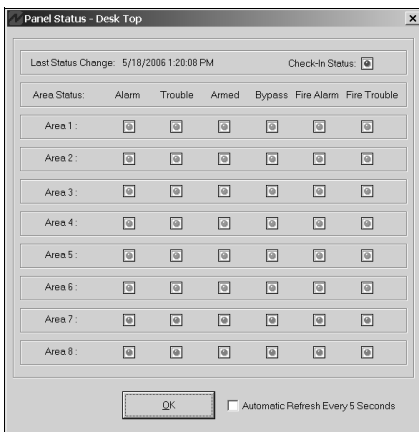 Panel Status - Desk Top
Last Status Change: 5/18/2006 1:20:08 PM Check-In Status:
Area Status: Alarm Trouble Armed Bypass Fire Alarm Fire Trouble
Area 1 :
Area 2 :
Area 3 :
Area 4 :
Area 5 :
Area 6 :
Area 7 :
Area 8 :
OK Automatic Refresh Every 5 Seconds